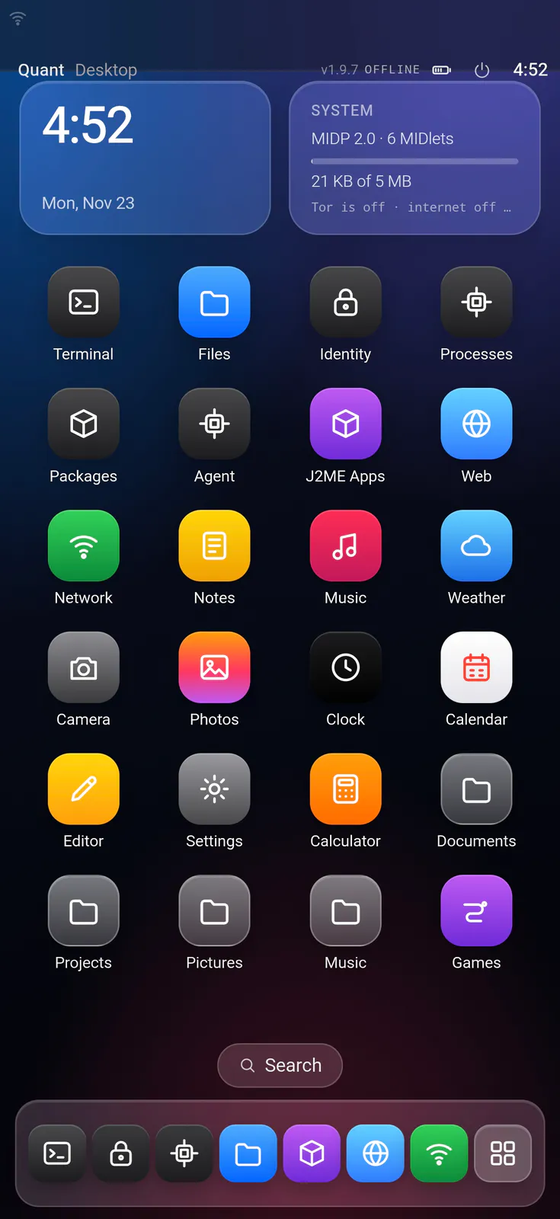 Quant Desktop v1.9.7 OFFLINE 4:52
4:52
Mon, Nov 23
SYSTEM
MIDP 2.0 · 6 MIDlets
21 KB of 5 MB
Tor is off · internet off …
Terminal Files Identity Processes
Packages Agent J2ME Apps Web
Network Notes Music Weather
Camera Photos Clock Calendar
Editor Settings Calculator Documents
Projects Pictures Music Games
Search